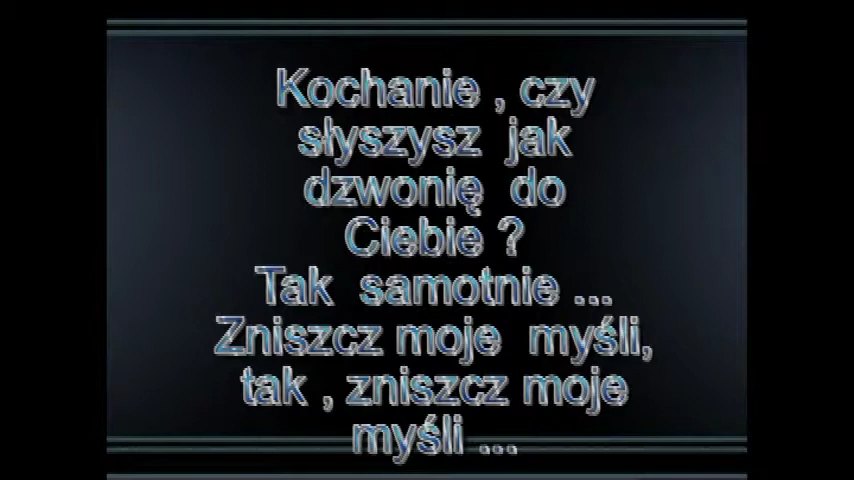 Kochanie , czy
słyszysz jak
dzwonię do
Ciebie ?
Tak samotnie ...
Zniszcz moje myśli,
tak , zniszcz moje
myśli ...